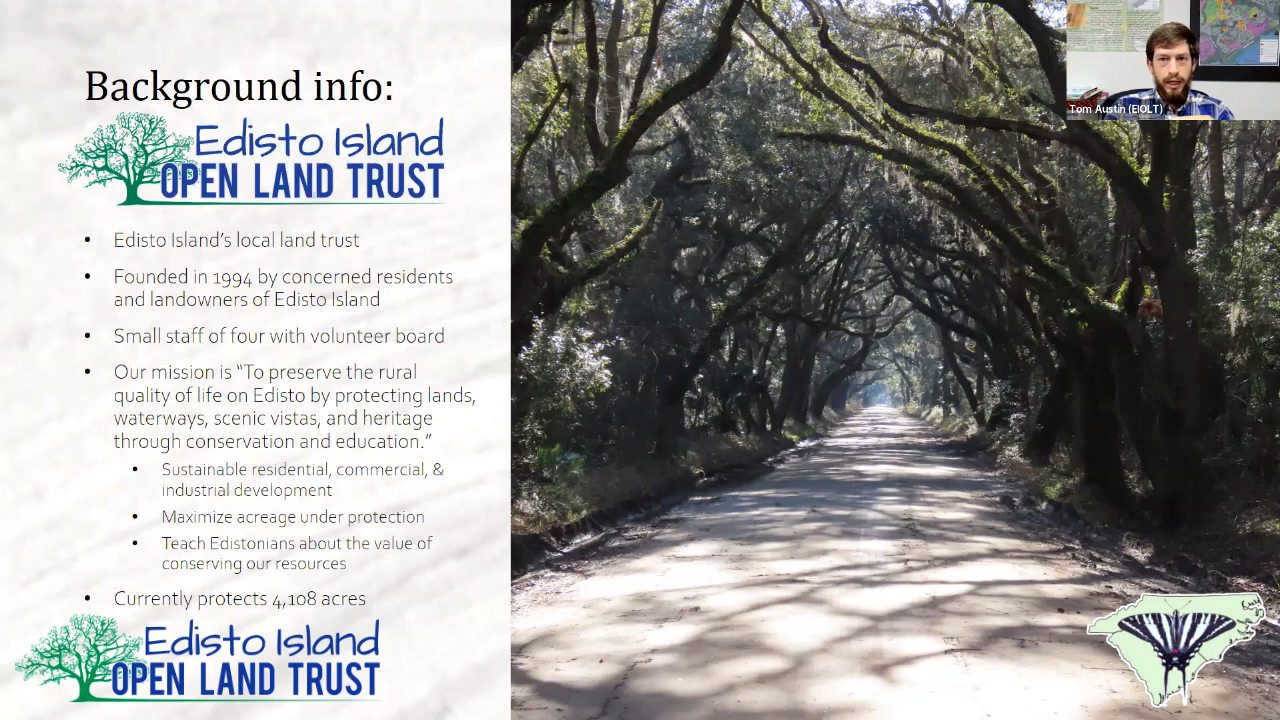 Background info:
Edisto Island
OPEN LAND TRUST
• Edisto Island's local land trust
• Founded in 1994 by concerned residents
and landowners of Edisto Island
• Small staff of four with volunteer board
• Our mission is “To preserve the rural
quality of life on Edisto by protecting lands,
waterways, scenic vistas, and heritage
through conservation and education.”
• Sustainable residential, commercial, &
industrial development
• Maximize acreage under protection
• Teach Edistonians about the value of
conserving our resources
• Currently protects 4,108 acres
Edisto Island
OPEN LAND TRUST
Tom Austin (EIOLT)